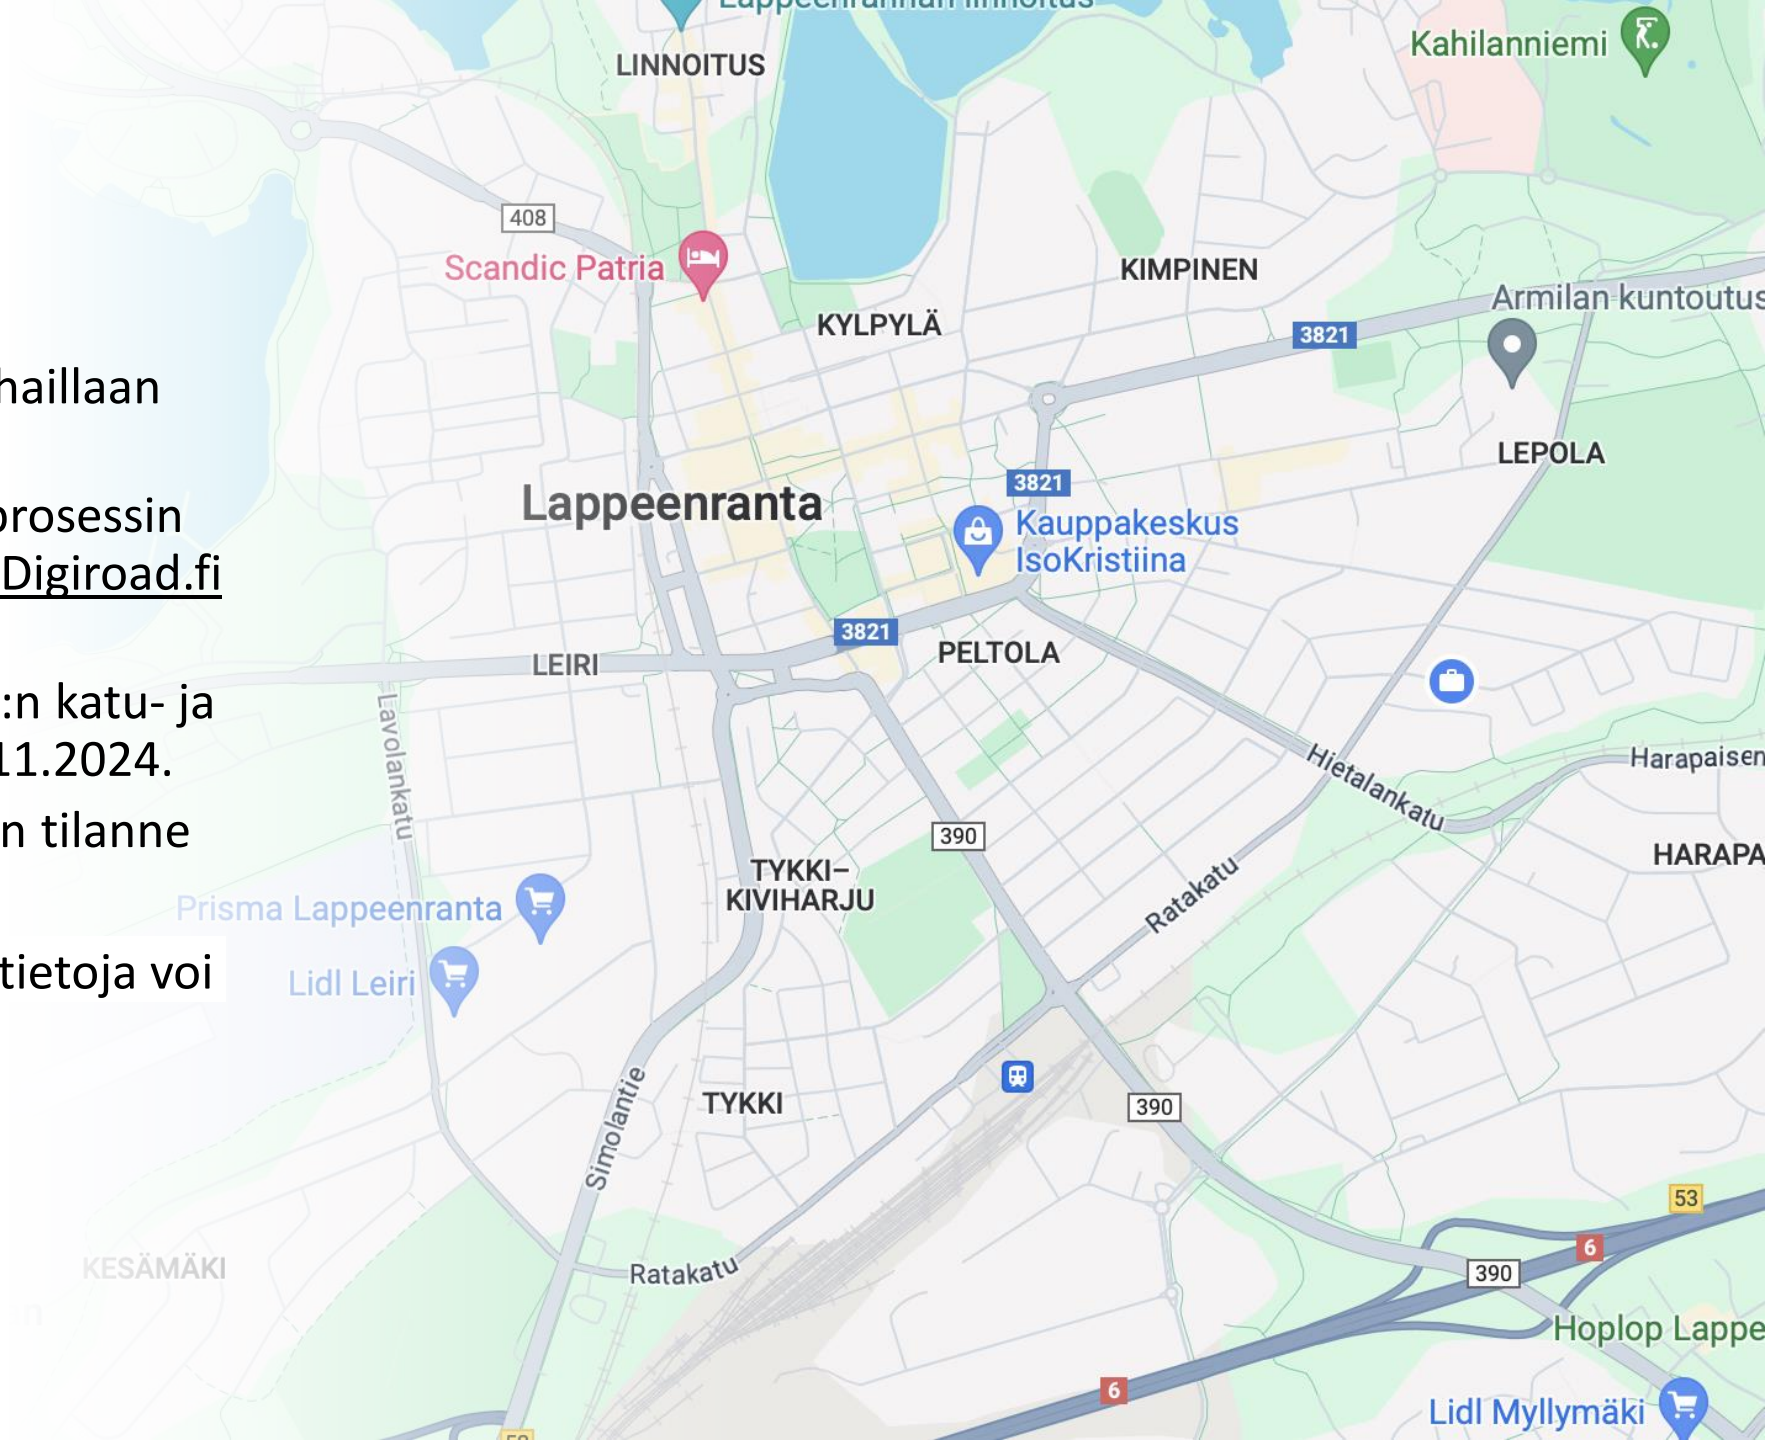 Lappeenrannan linnoitus
LINNOITUS
Kahilanniemi
408
Scandic Patria
KIMPINEN
Armilan kuntoutus
KYLPYLÄ
3821
haillaan
LEPOLA
3821
Lappeenranta
prosessin
Kauppakeskus
IsoKristiina
Digiroad.fi
3821
PELTOLA
LEIRI
:n katu- ja
Lavolankatu
11.2024.
Hietalankatu
Harapaisen
n tilanne
390
HARAPA
TYKKI–
KIVIHARJU
Ratakatu
Prisma Lappeenranta
tietoja voi
Lidl Leiri
TYKKI
390
Simolantie
53
6
KESÄMÄKI
Ratakatu
390
Hoplop Lappe
6
Lidl Myllymäki